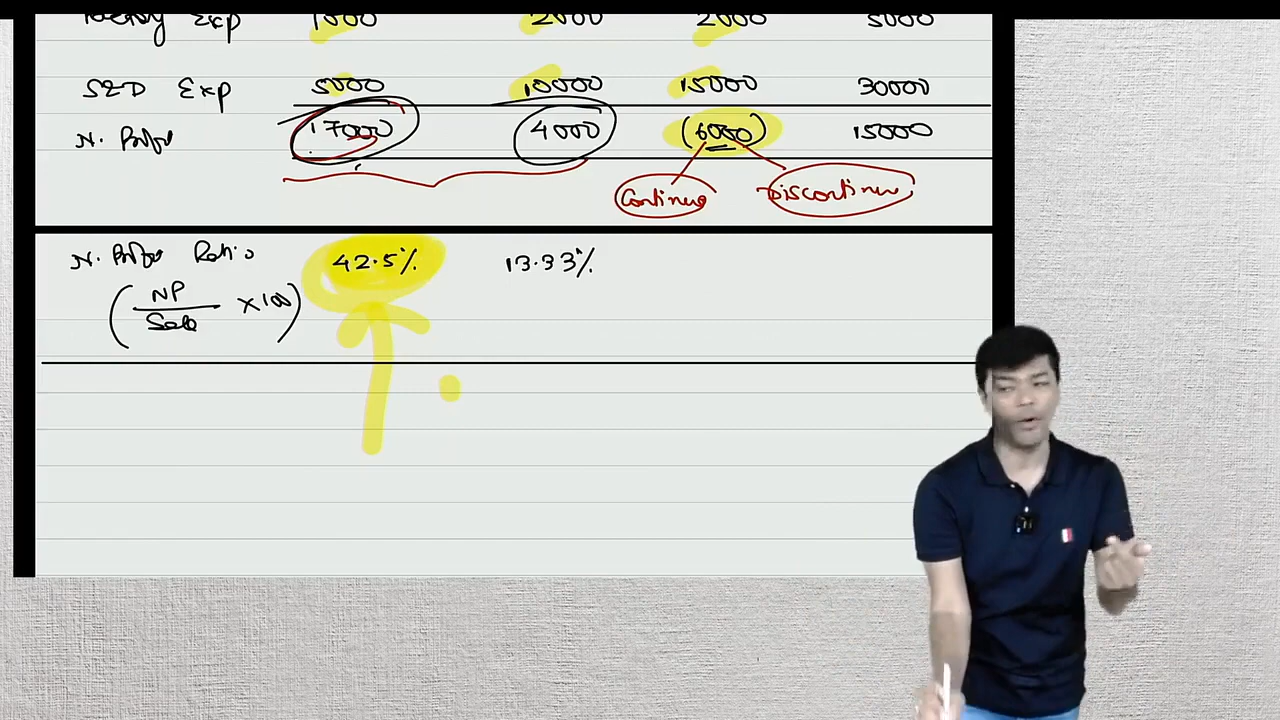 Exp 1000 2000 2000 5000
S&D Exp 5000 10000 15000 30000
N. Profit 17000 4000 (6000) 15000
Continue Discontinue
N. Profit Ratio 42.5% 13.33%
(NP
Sales × 100)